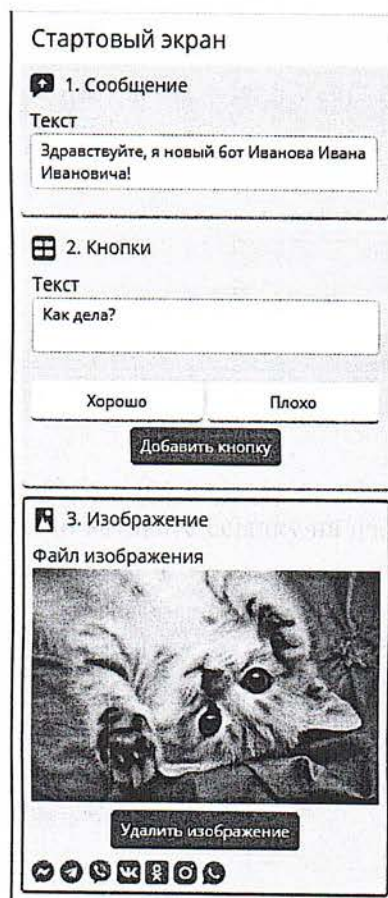 Стартовый экран
1. Сообщение
Текст
Здравствуйте, я новый бот Иванова Ивана
Ивановича!
2. Кнопки
Текст
Как дела?
Хорошо
Плохо
Добавить кнопку
3. Изображение
Файл изображения
Удалить изображение